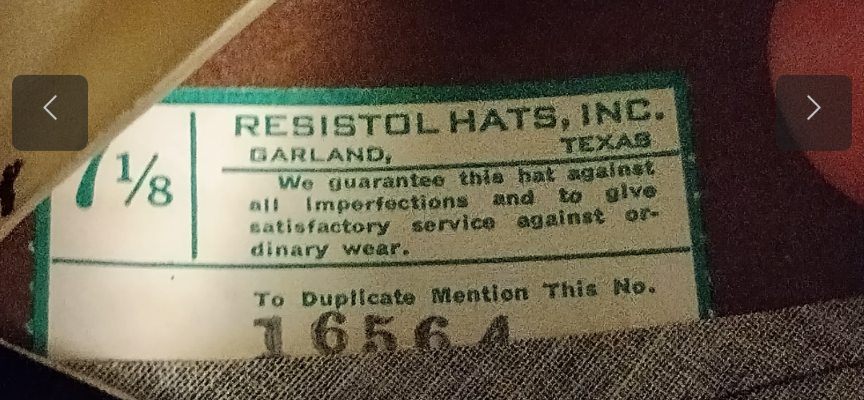 7 1/8
RESISTOL HATS, INC.
GARLAND, TEXAS
We guarantee this hat against
all imperfections and to give
satisfactory service against or-
dinary wear.
To Duplicate Mention This No.
16564